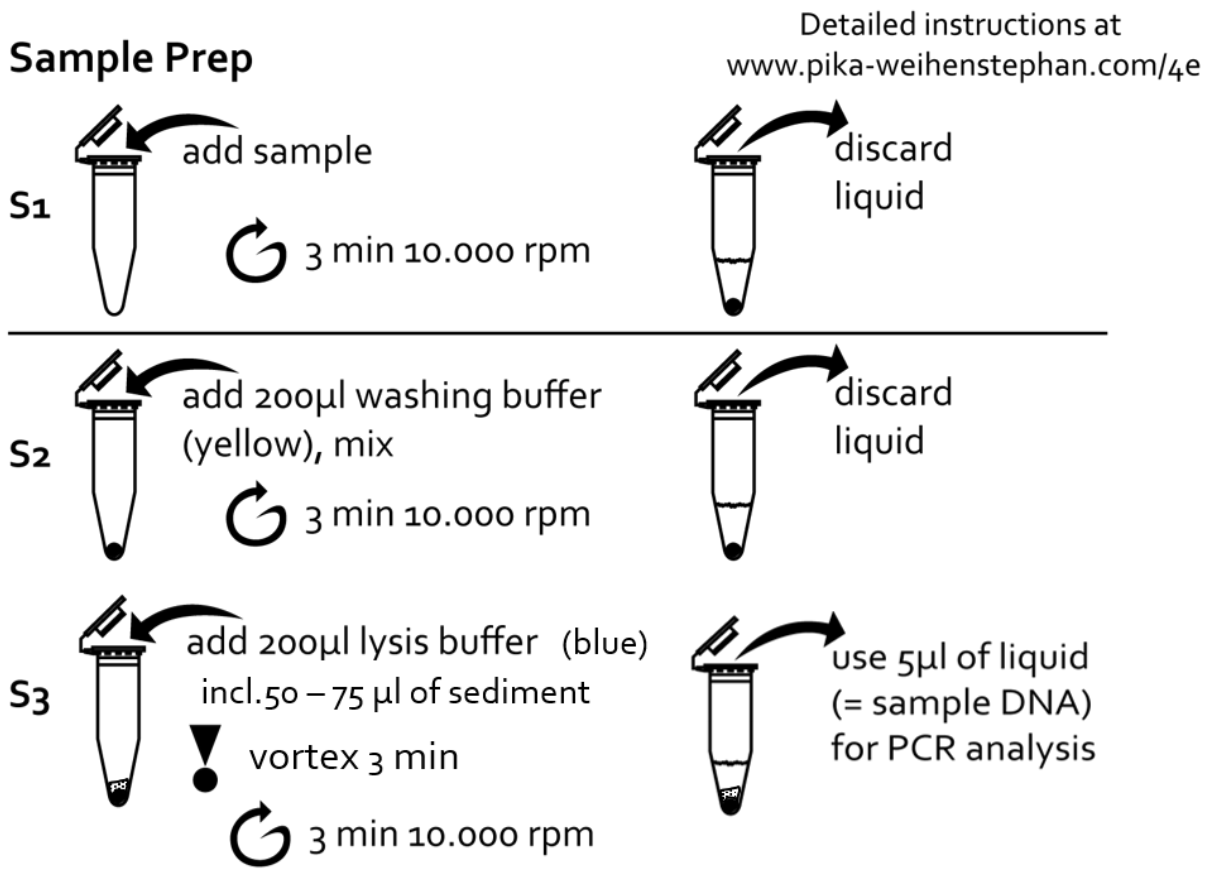 Sample Prep
Detailed instructions at
www.pika-weihenstephan.com/4e
S1
add sample
3 min 10.000 rpm
discard
liquid
S2
add 200µl washing buffer
(yellow), mix
3 min 10.000 rpm
discard
liquid
S3
add 200µl lysis buffer (blue)
incl.50 – 75 µl of sediment
vortex 3 min
3 min 10.000 rpm
use 5µl of liquid
(= sample DNA)
for PCR analysis